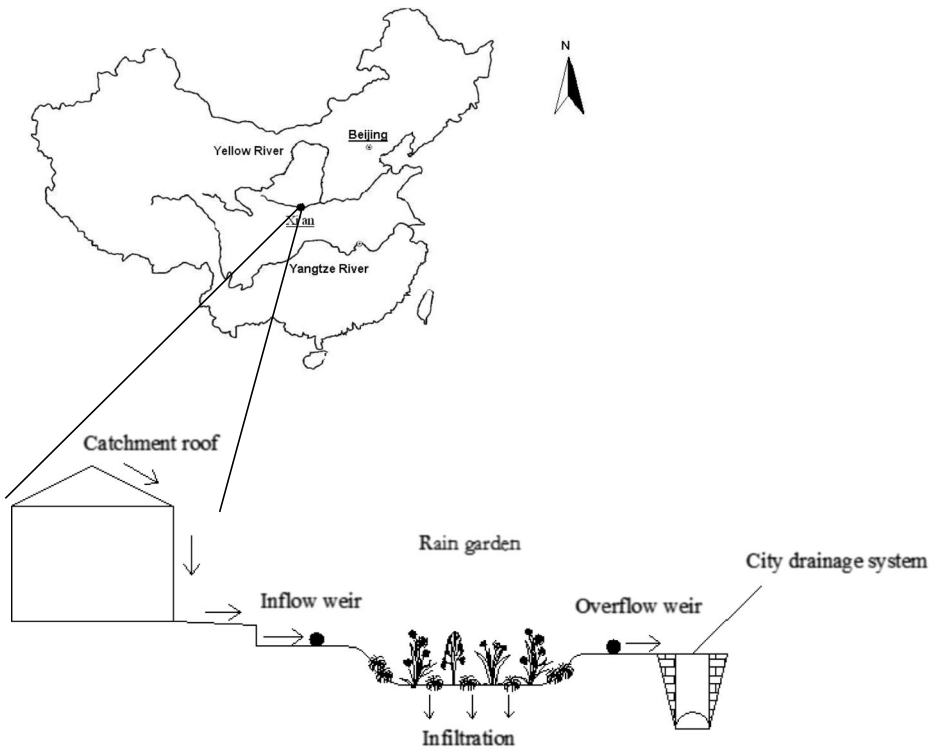 N
Beijing
Yellow River
Xi'an
Yangtze River
Catchment roof
Rain garden
City drainage system
Inflow weir
Overflow weir
Infiltration